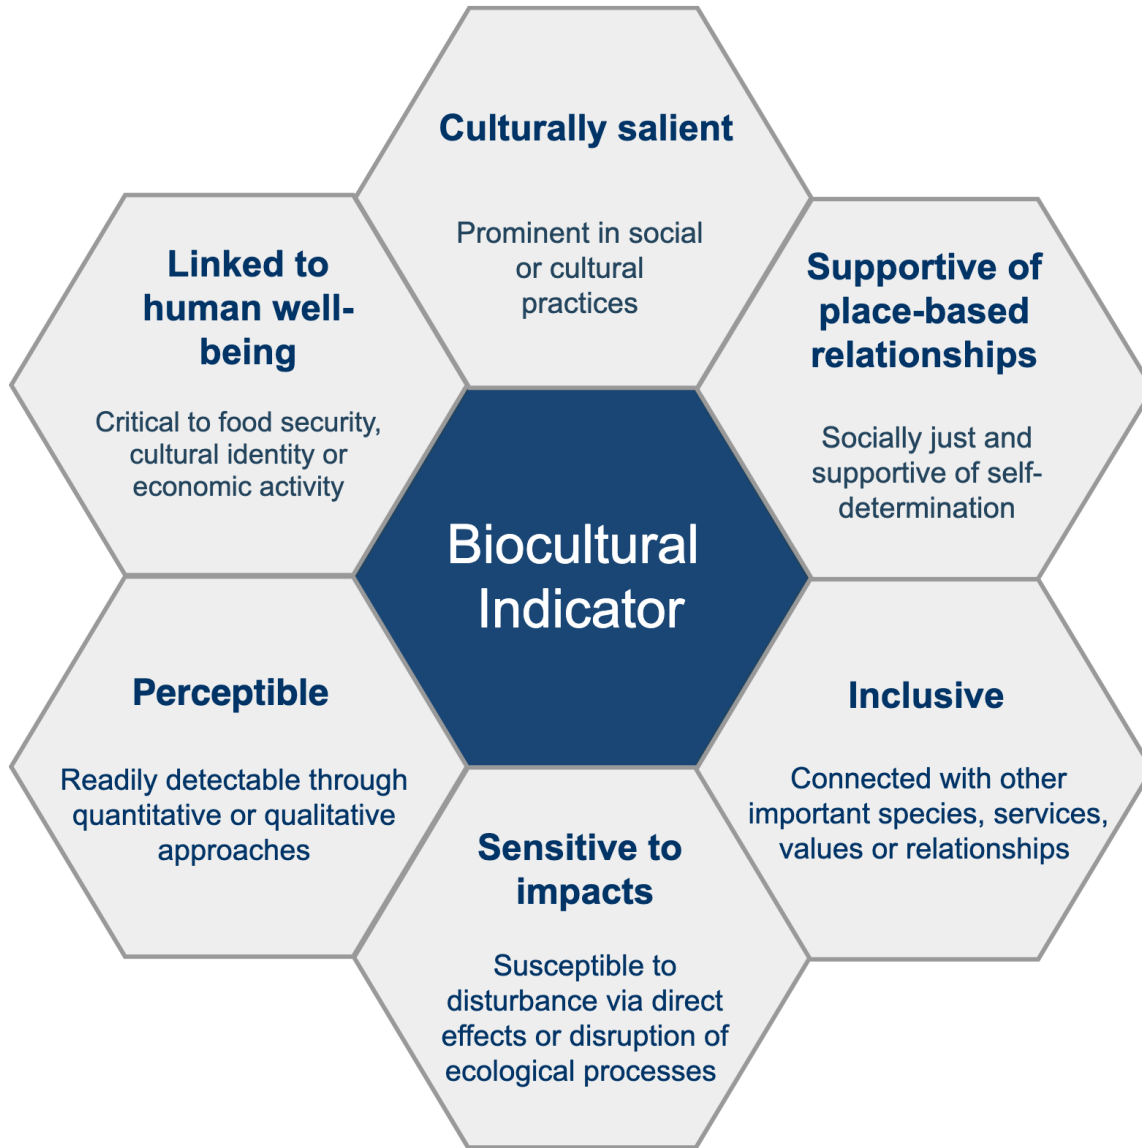 Culturally salient
Prominent in social
or cultural
practices
Linked to
human well-
being
Critical to food security,
cultural identity or
economic activity
Supportive of
place-based
relationships
Socially just and
supportive of self-
determination
Biocultural
Indicator
Perceptible
Readily detectable through
quantitative or qualitative
approaches
Inclusive
Connected with other
important species, services,
values or relationships
Sensitive to
impacts
Susceptible to
disturbance via direct
effects or disruption of
ecological processes